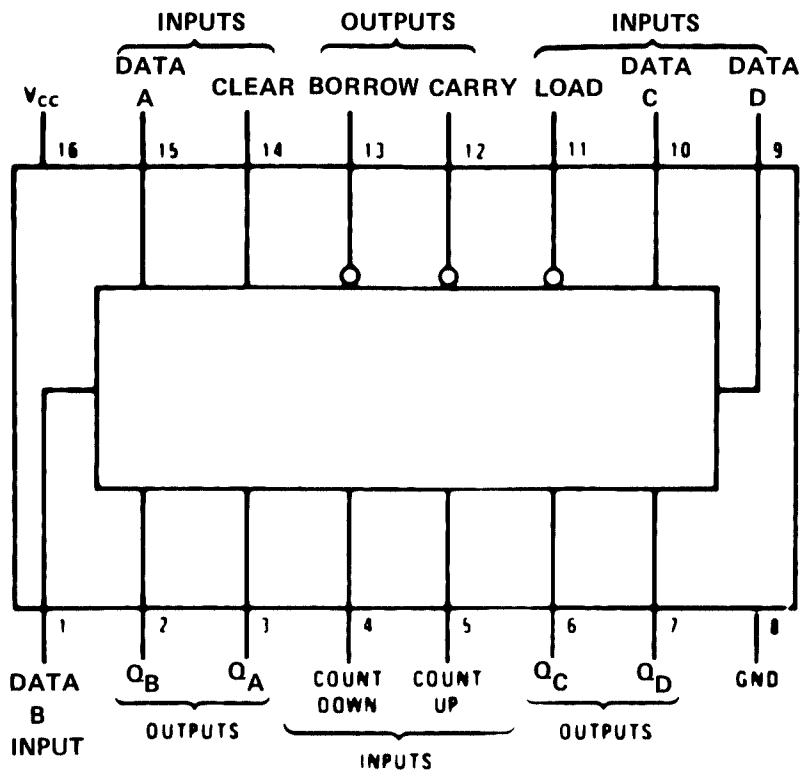 INPUTS OUTPUTS INPUTS
DATA DATA DATA
VCC A CLEAR BORROW CARRY LOAD C D
16 15 14 13 12 11 10 9
1 2 3 4 5 6 7 8
DATA QB QA COUNT COUNT QC QD GND
B DOWN UP
INPUT OUTPUTS INPUTS OUTPUTS